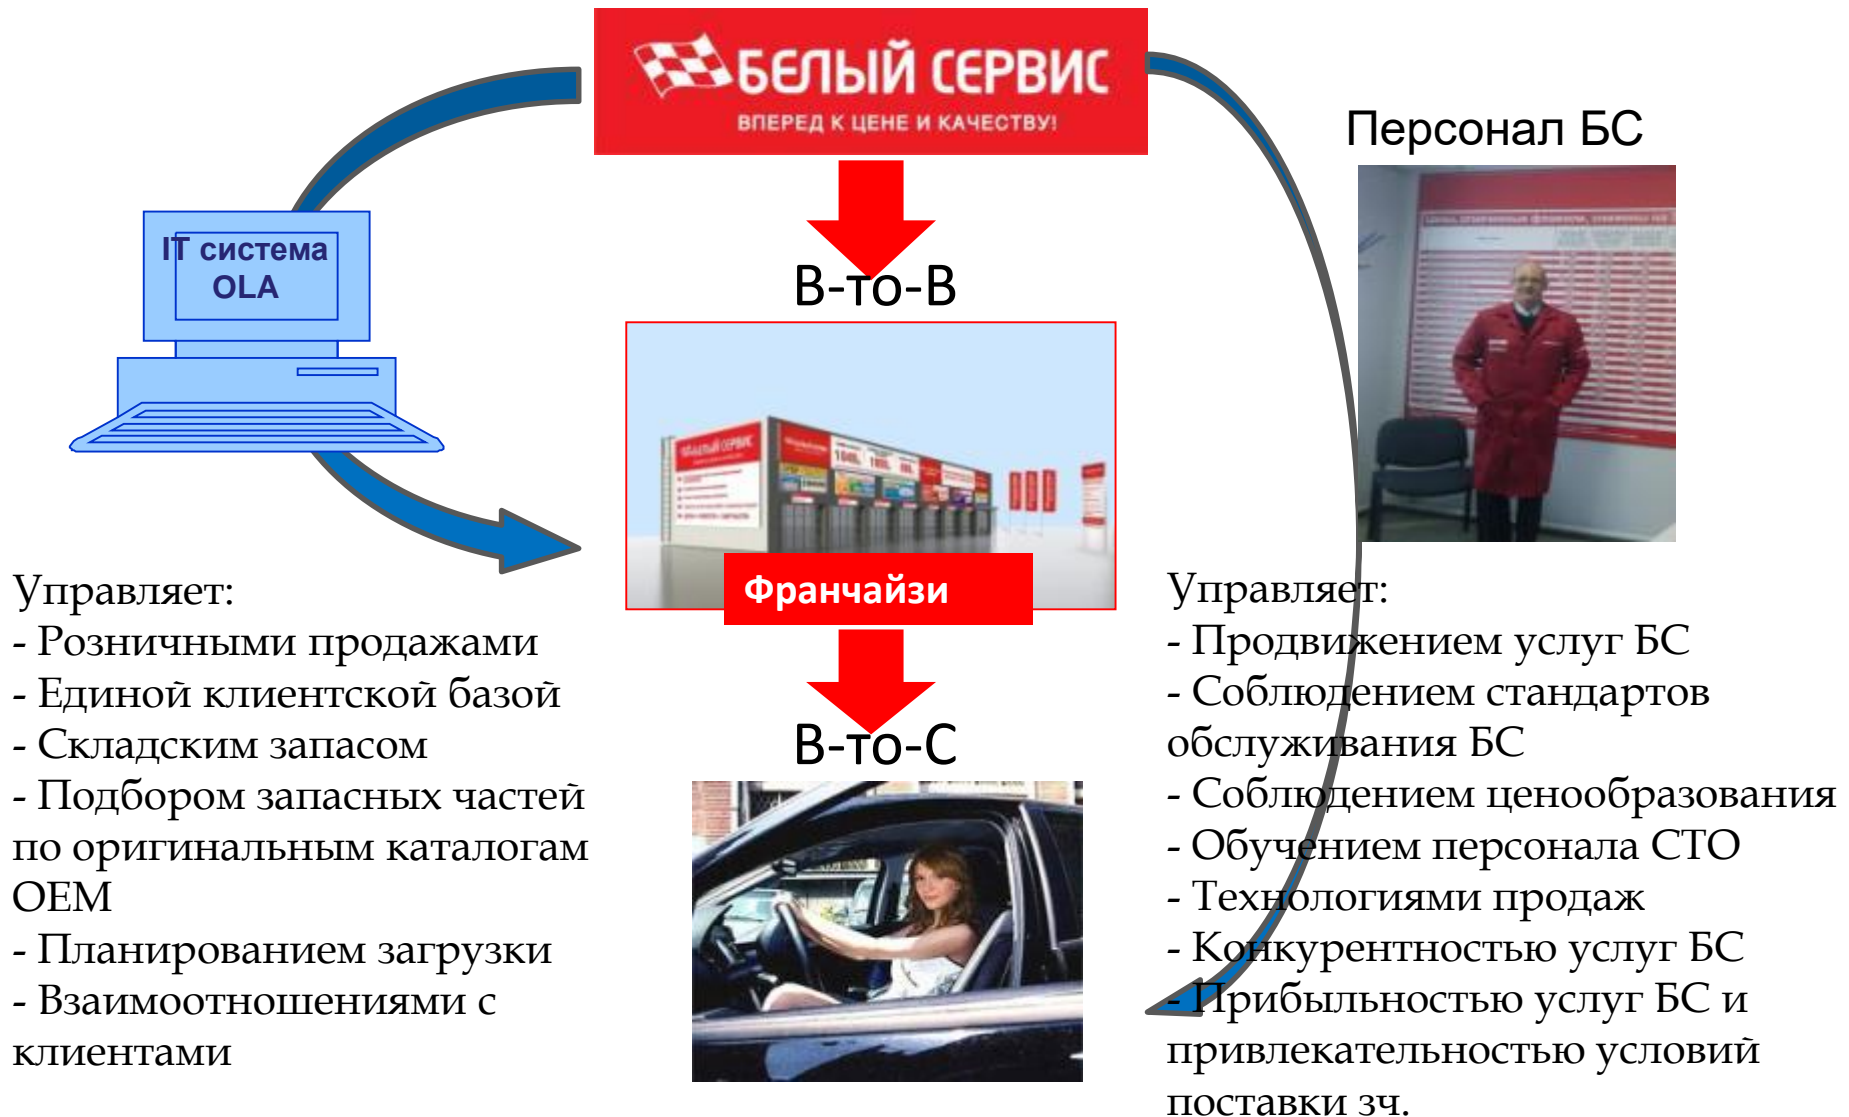 БЕЛЫЙ СЕРВИС
ВПЕРЕД К ЦЕНЕ И КАЧЕСТВУ!
Персонал БС
IT система
OLA
В-то-В
БЕЛЫЙ СЕРВИС
Франчайзи
В-то-С
Управляет:
- Розничными продажами
- Единой клиентской базой
- Складским запасом
- Подбором запасных частей
по оригинальным каталогам
OEM
- Планированием загрузки
- Взаимоотношениями с
клиентами
Управляет:
- Продвижением услуг БС
- Соблюдением стандартов
обслуживания БС
- Соблюдением ценообразования
- Обучением персонала СТО
- Технологиями продаж
- Конкурентностью услуг БС
- Прибыльностью услуг БС и
привлекательностью условий
поставки зч.